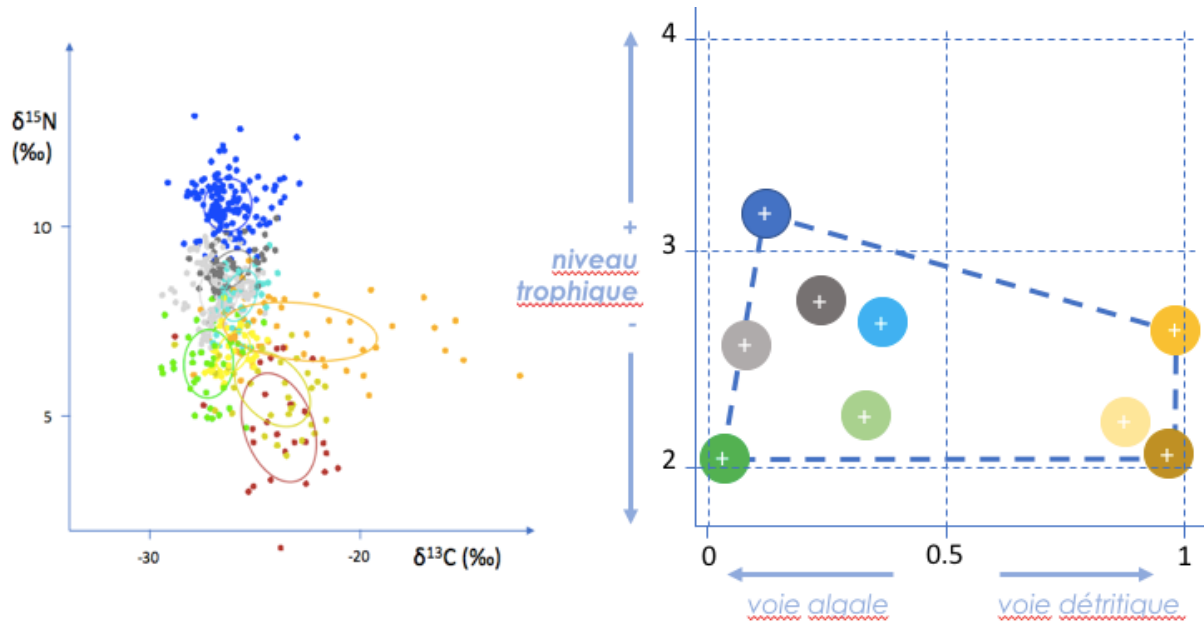 δ¹⁵N
(‰)
10
5
-30
-20
δ¹³C (‰)
+
niveau
trophique
-
4
3
2
0
0.5
1
voie algale
voie détritique